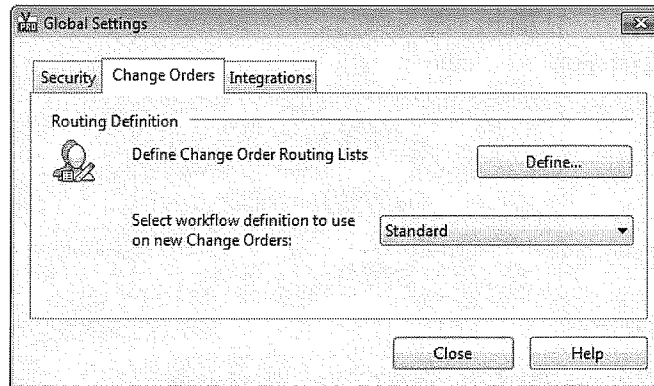 V
PRO
Global Settings
Security
Change Orders
Integrations
Routing Definition
Define Change Order Routing Lists
Define...
Select workflow definition to use
on new Change Orders:
Standard
Close
Help